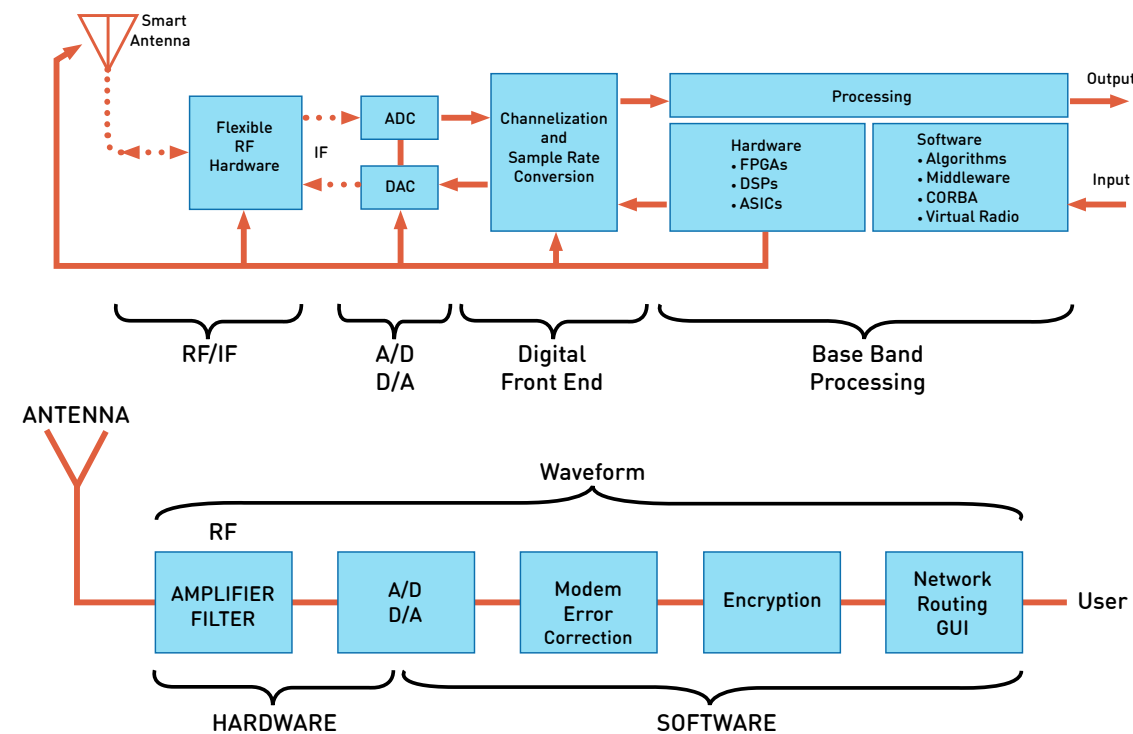 Smart
Antenna
Flexible
RF
Hardware
IF
ADC
DAC
Channelization
and
Sample Rate
Conversion
Processing
Hardware
• FPGAs
• DSPs
• ASICs
Software
• Algorithms
• Middleware
• CORBA
• Virtual Radio
Output
Input
RF/IF
A/D
D/A
Digital
Front End
Base Band
Processing
ANTENNA
Waveform
RF
AMPLIFIER
FILTER
A/D
D/A
Modem
Error
Correction
Encryption
Network
Routing
GUI
User
HARDWARE
SOFTWARE